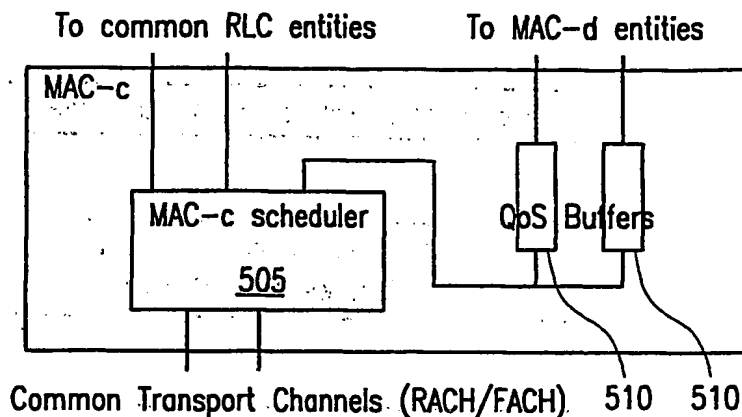 To common RLC entities
To MAC-d entities
MAC-c
MAC-c scheduler
QoS Buffers
505
Common Transport Channels (RACH/FACH)
510
510